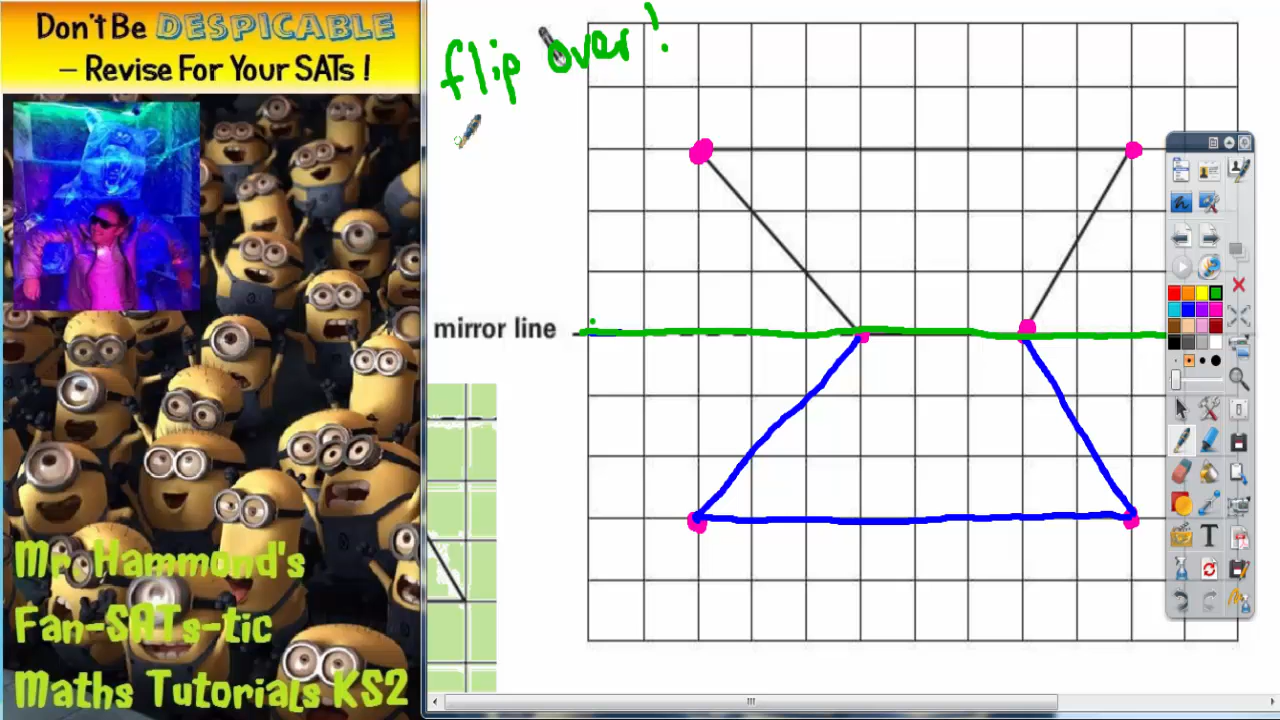 Don't Be DESPICABLE
– Revise For Your SATs !
flip over!
mirror line
Mr Hammond's
Fan-SATs-tic
Maths Tutorials KS2